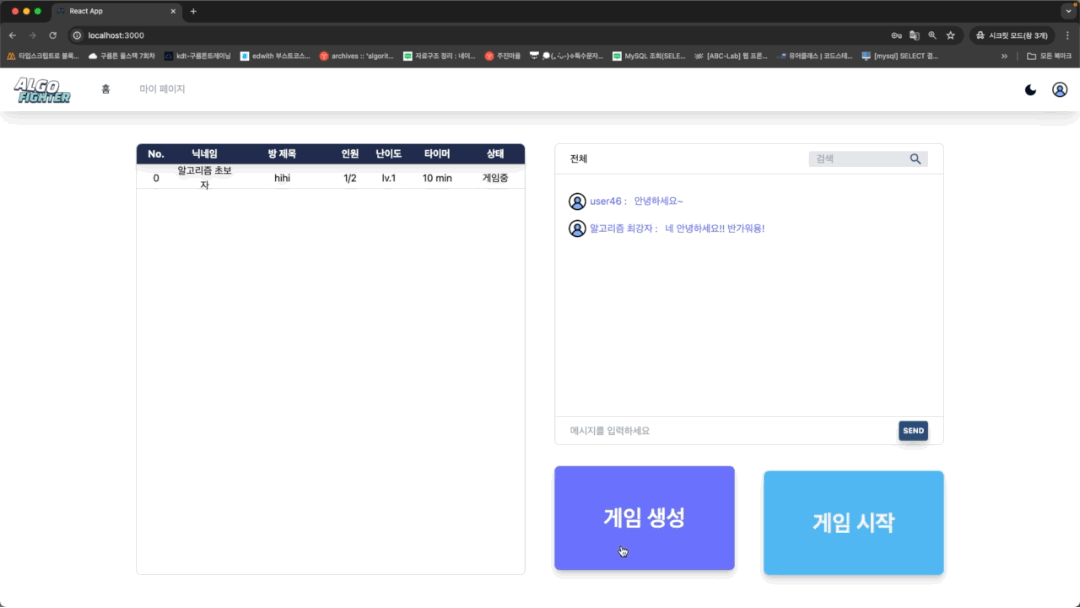 React App
localhost:3000
시크릿 모드(창 3개)
타입스크립트로 블록...
구름톤 풀스택 7회차
kdt-구름톤트레이닝
edwith 부스트코스...
archives :: 'algorit...
자료구조 정리 : 네이...
주진마을
MySQL 조회(SELE...
[ABC-Lab] 웹 프론...
유어클래스 | 코드스테...
[mysql] SELECT 결...
모든 북마크
ALGO FIGHTER
홈
마이 페이지
No. 닉네임 방 제목 인원 난이도 타이머 상태
0 알고리즘 초보자 hihi 1/2 lv.1 10 min 게임중
전체
검색
user46 : 안녕하세요~
알고리즘 최강자 : 네 안녕하세요!! 반가워용!
메시지를 입력하세요
SEND
게임 생성
게임 시작